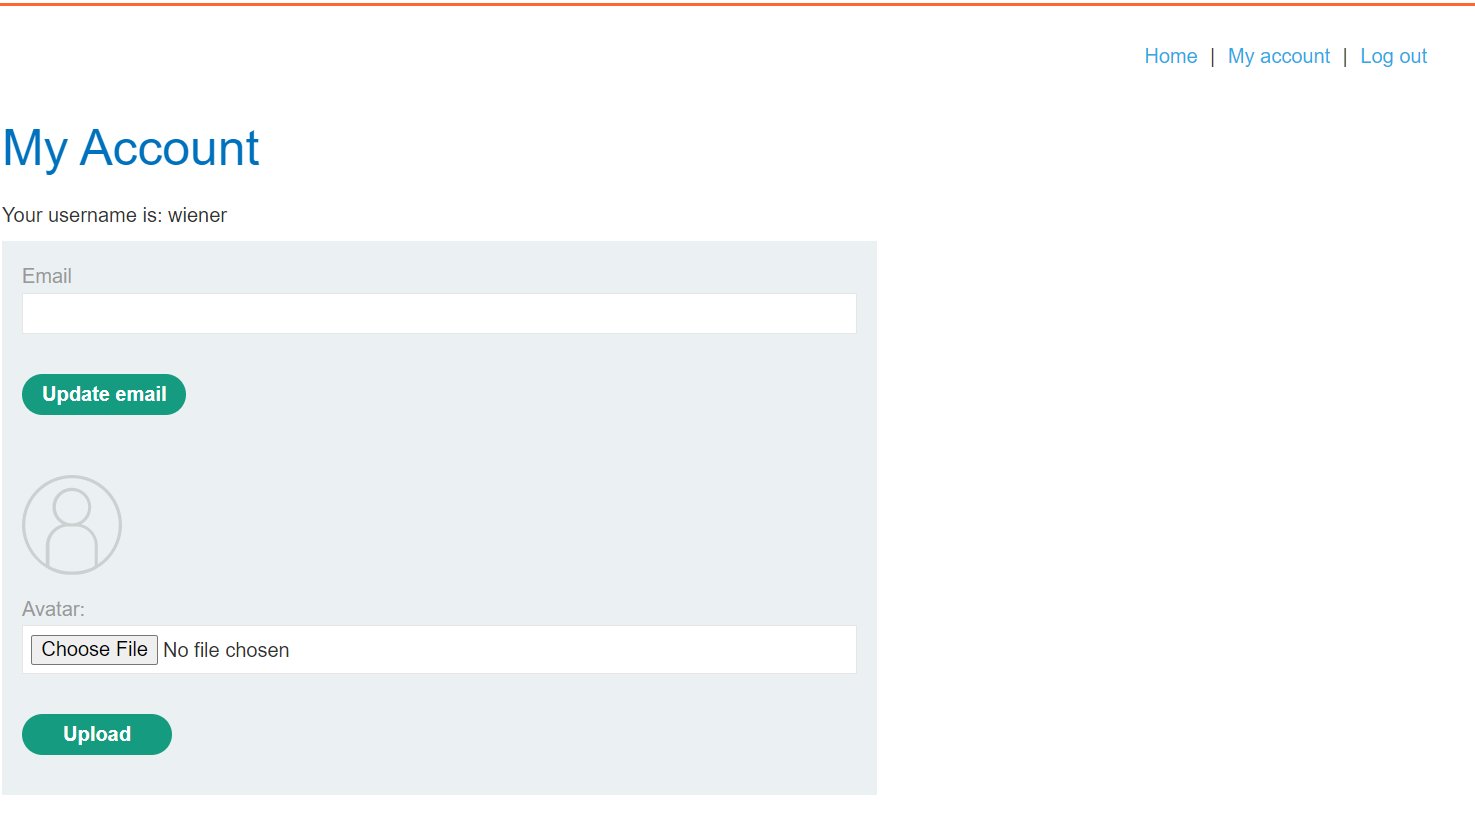 Home | My account | Log out
My Account
Your username is: wiener
Email
Update email
Avatar:
Choose File No file chosen
Upload